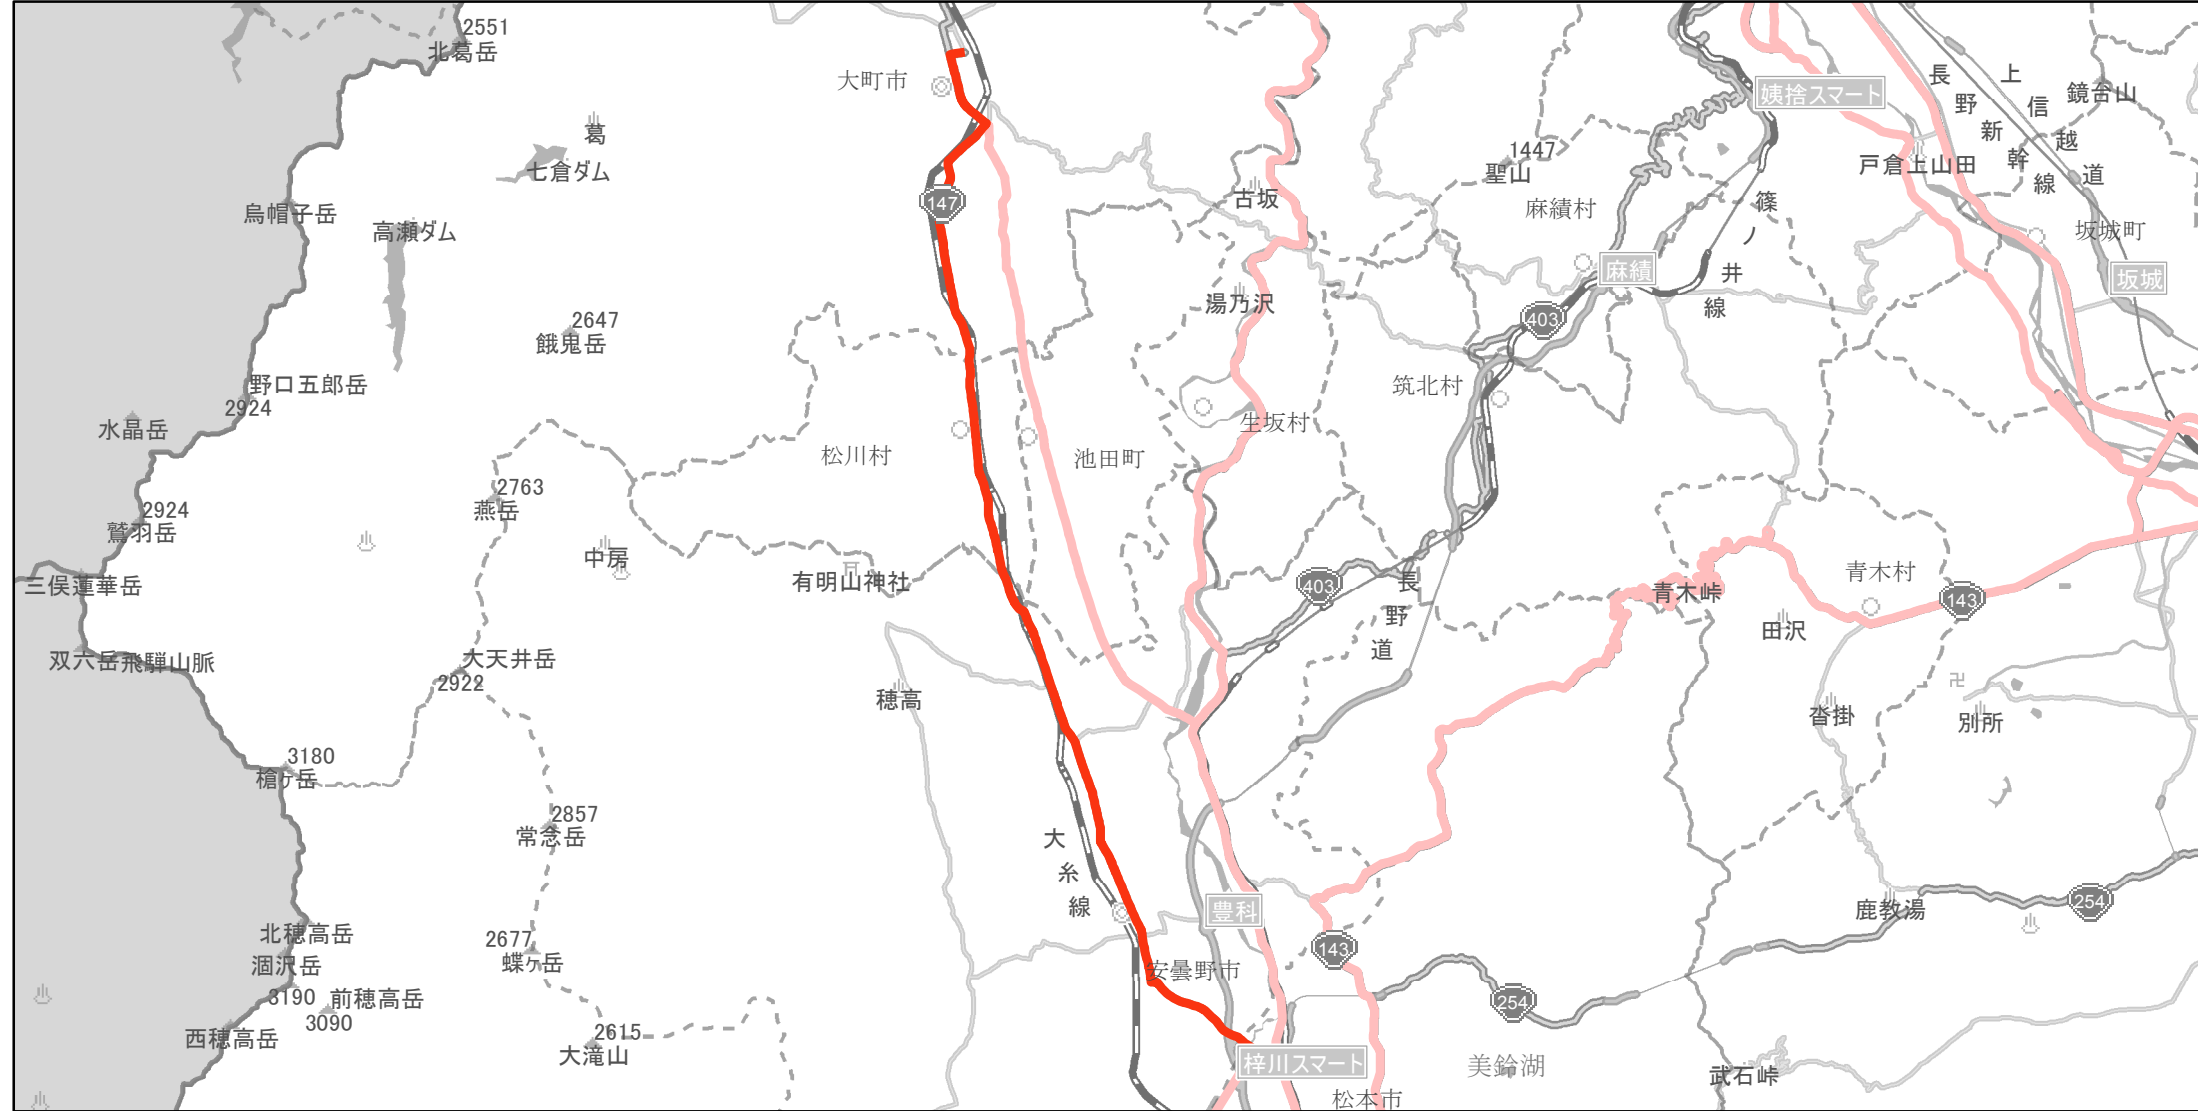 2551
北葛岳
大町市
姨捨スマート
長野新幹線
上信越道
鏡台山
葛
七倉ダム
1447
聖山
戸倉上山田
烏帽子岳
高瀬ダム
147
古坂
麻績村
篠ノ井線
坂城町
麻績
坂城
湯乃沢
403
2647
餓鬼岳
野口五郎岳
2924
水晶岳
筑北村
生坂村
松川村
池田町
2763
燕岳
2924
鷲羽岳
中房
有明山神社
三俣蓮華岳
403
長野道
青木峠
青木村
143
田沢
双六岳
飛騨山脈
大天井岳
2922
穂高
沓掛
別所
3180
槍ヶ岳
2857
常念岳
大糸線
豊科
鹿教湯
254
北穂高岳
涸沢岳
2677
蝶ヶ岳
143
安曇野市
3190
前穂高岳
3090
254
西穂高岳
2615
大滝山
梓川スマート
美鈴湖
武石峠
松本市